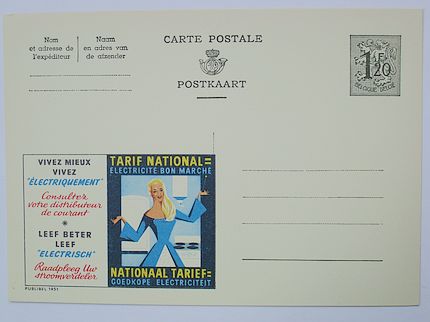 Nom
et adresse de
l'expéditeur
Naam
en adres van
de afzender
CARTE POSTALE
POSTKAART
1F20
BELGIQUE-BELGIË
VIVEZ MIEUX
VIVEZ
"ÉLECTRIQUEMENT"
Consultez
votre distributeur
de courant
*
LEEF BETER
LEEF
"ELECTRISCH"
Raadpleeg Uw
stroomverdeler
TARIF NATIONAL=
ELECTRICITE BON MARCHÉ
NATIONAAL TARIEF=
GOEDKOPE ELECTRICITEIT
PUBLIBEL 1451